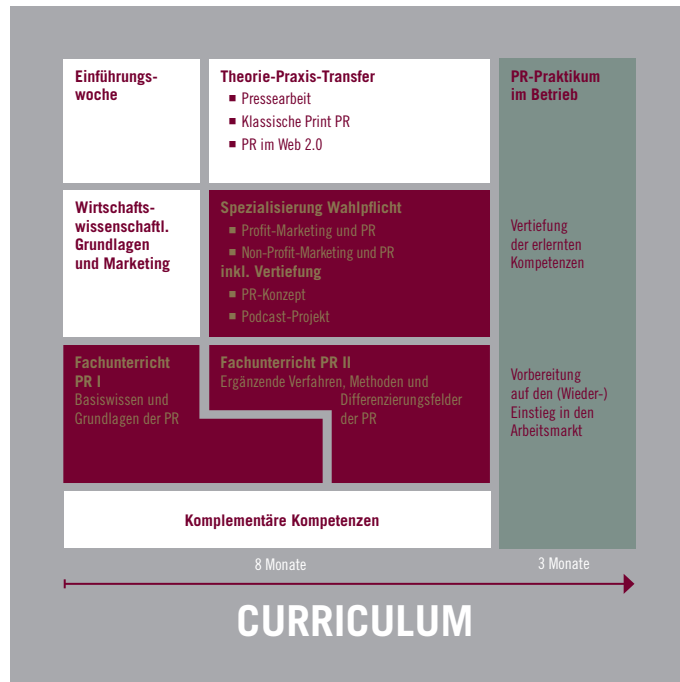 Einführungs-
woche
Theorie-Praxis-Transfer
■ Pressearbeit
■ Klassische Print PR
■ PR im Web 2.0
PR-Praktikum
im Betrieb
Wirtschafts-
wissenschaftl.
Grundlagen
und Marketing
Spezialisierung Wahlpflicht
■ Profit-Marketing und PR
■ Non-Profit-Marketing und PR
inkl. Vertiefung
■ PR-Konzept
■ Podcast-Projekt
Vertiefung
der erlernten
Kompetenzen
Fachunterricht
PR I
Basiswissen und
Grundlagen der PR
Fachunterricht PR II
Ergänzende Verfahren, Methoden und
Differenzierungsfelder
der PR
Vorbereitung
auf den (Wieder-)
Einstieg in den
Arbeitsmarkt
Komplementäre Kompetenzen
8 Monate
3 Monate
CURRICULUM